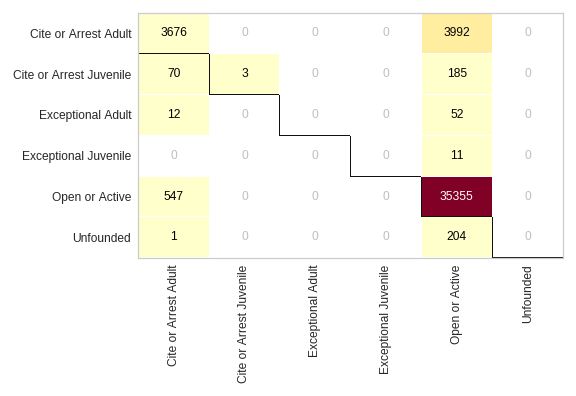 Cite or Arrest Adult 3676 0 0 0 3992 0
Cite or Arrest Juvenile 70 3 0 0 185 0
Exceptional Adult 12 0 0 0 52 0
Exceptional Juvenile 0 0 0 0 11 0
Open or Active 547 0 0 0 35355 0
Unfounded 1 0 0 0 204 0
Cite or Arrest Adult
Cite or Arrest Juvenile
Exceptional Adult
Exceptional Juvenile
Open or Active
Unfounded